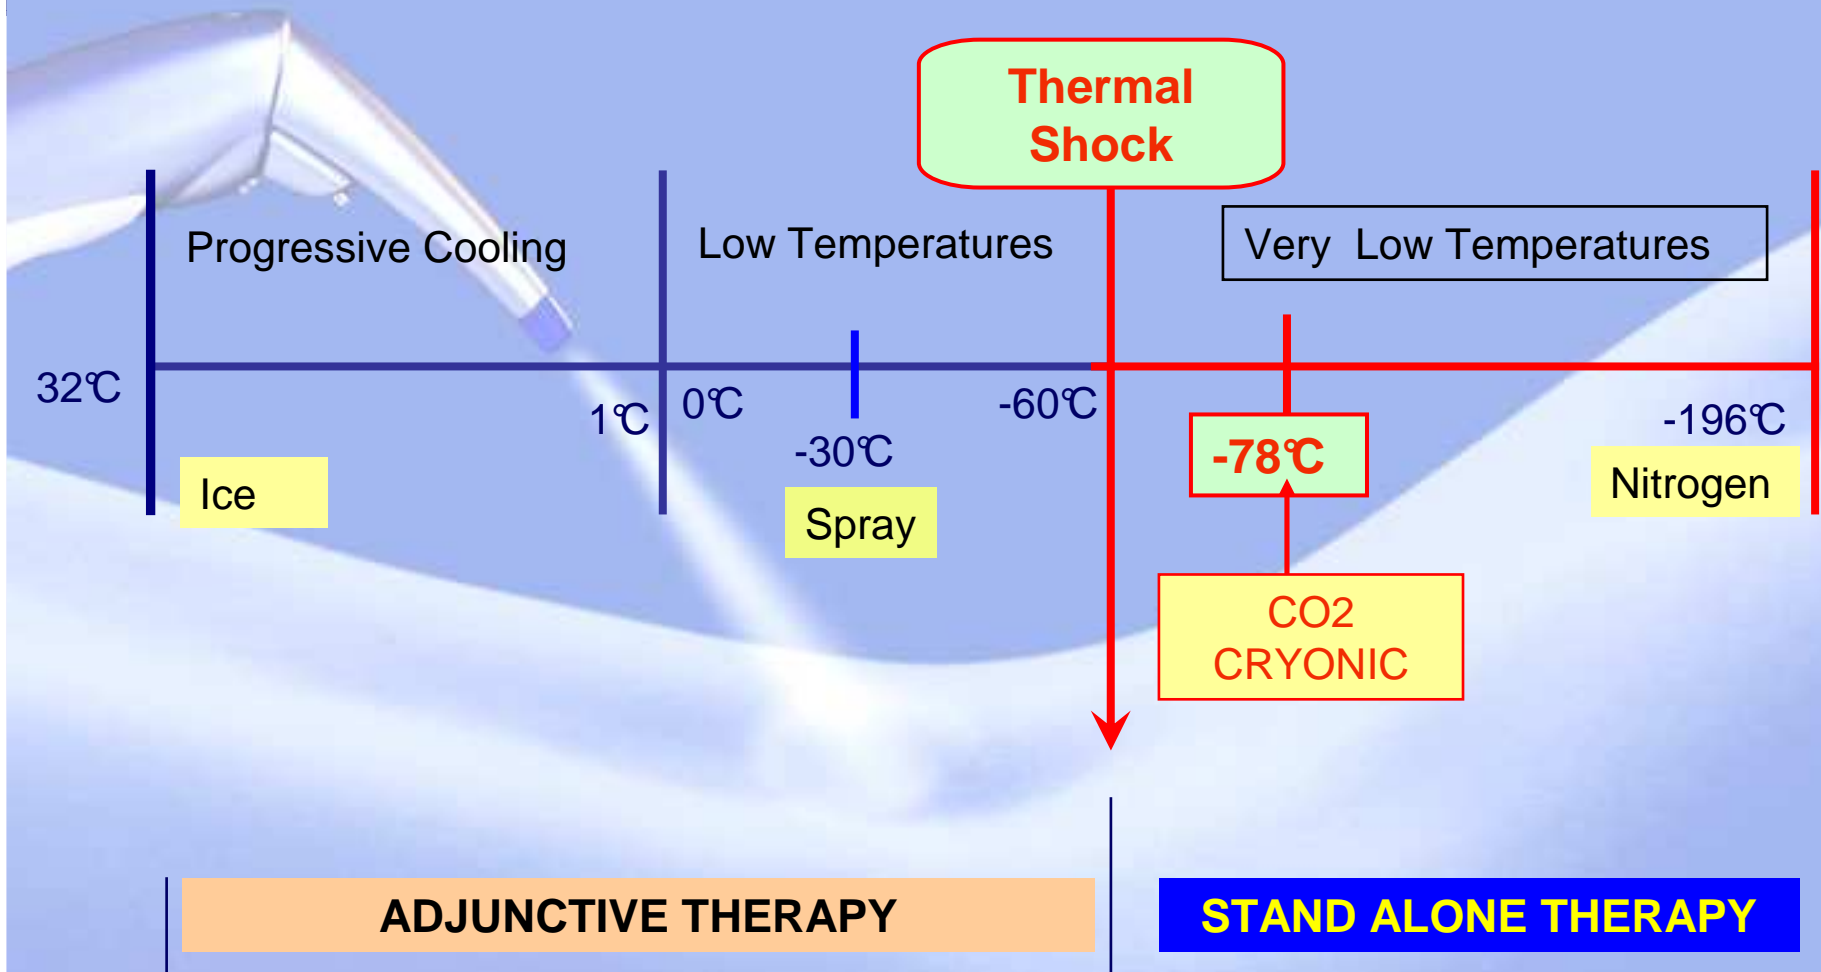 Thermal
Shock
Progressive Cooling
Low Temperatures
Very Low Temperatures
32°C
1°C
0°C
-30°C
-60°C
-78°C
-196°C
Ice
Spray
Nitrogen
CO2
CRYONIC
ADJUNCTIVE THERAPY
STAND ALONE THERAPY